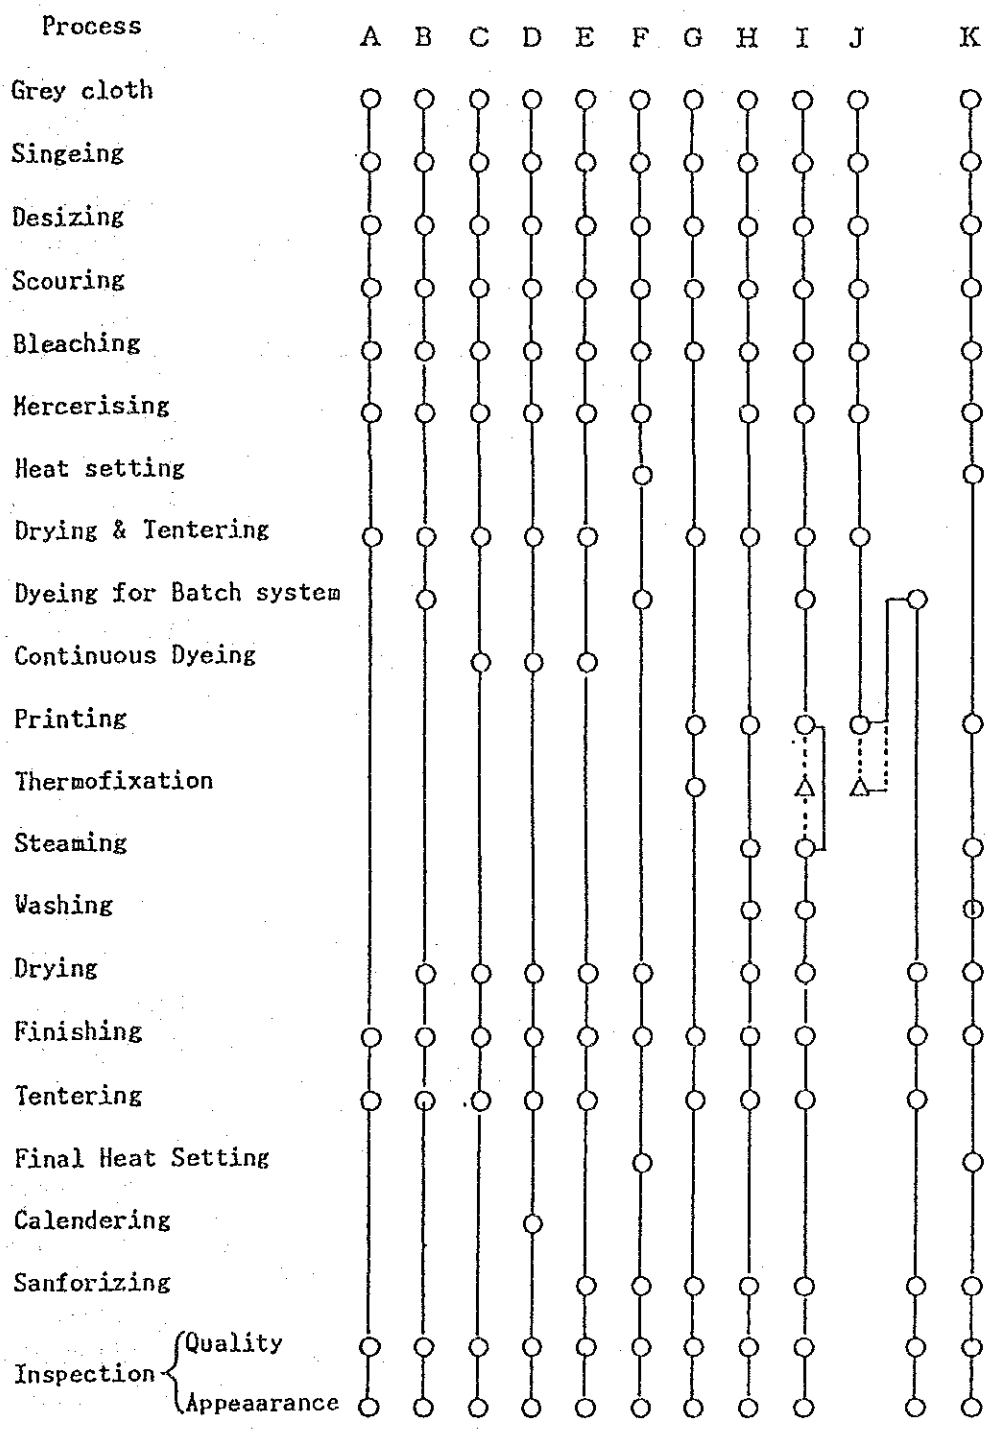 Process A B C D E F G H I J K
Grey cloth
Singeing
Desizing
Scouring
Bleaching
Mercerising
Heat setting
Drying & Tentering
Dyeing for Batch system
Continuous Dyeing
Printing
Thermofixation
Steaming
Washing
Drying
Finishing
Tentering
Final Heat Setting
Calendering
Sanforizing
Quality
Inspection
Appeaarance